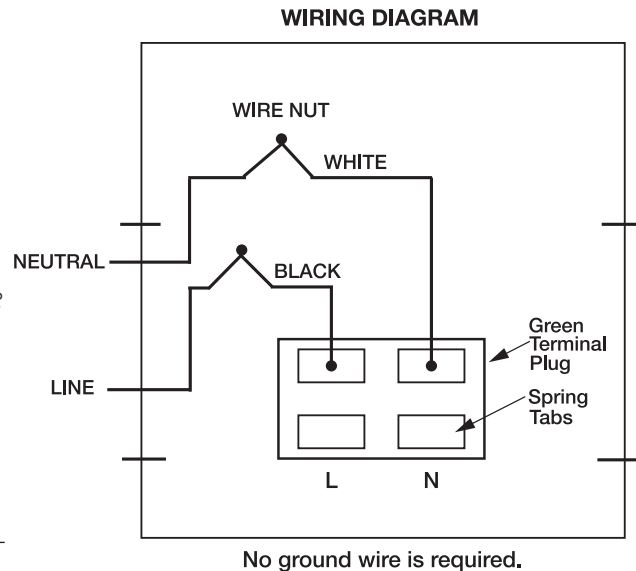 WIRING DIAGRAM
WIRE NUT
WHITE
NEUTRAL
BLACK
Green
Terminal
Plug
LINE
Spring
Tabs
L N
No ground wire is required.